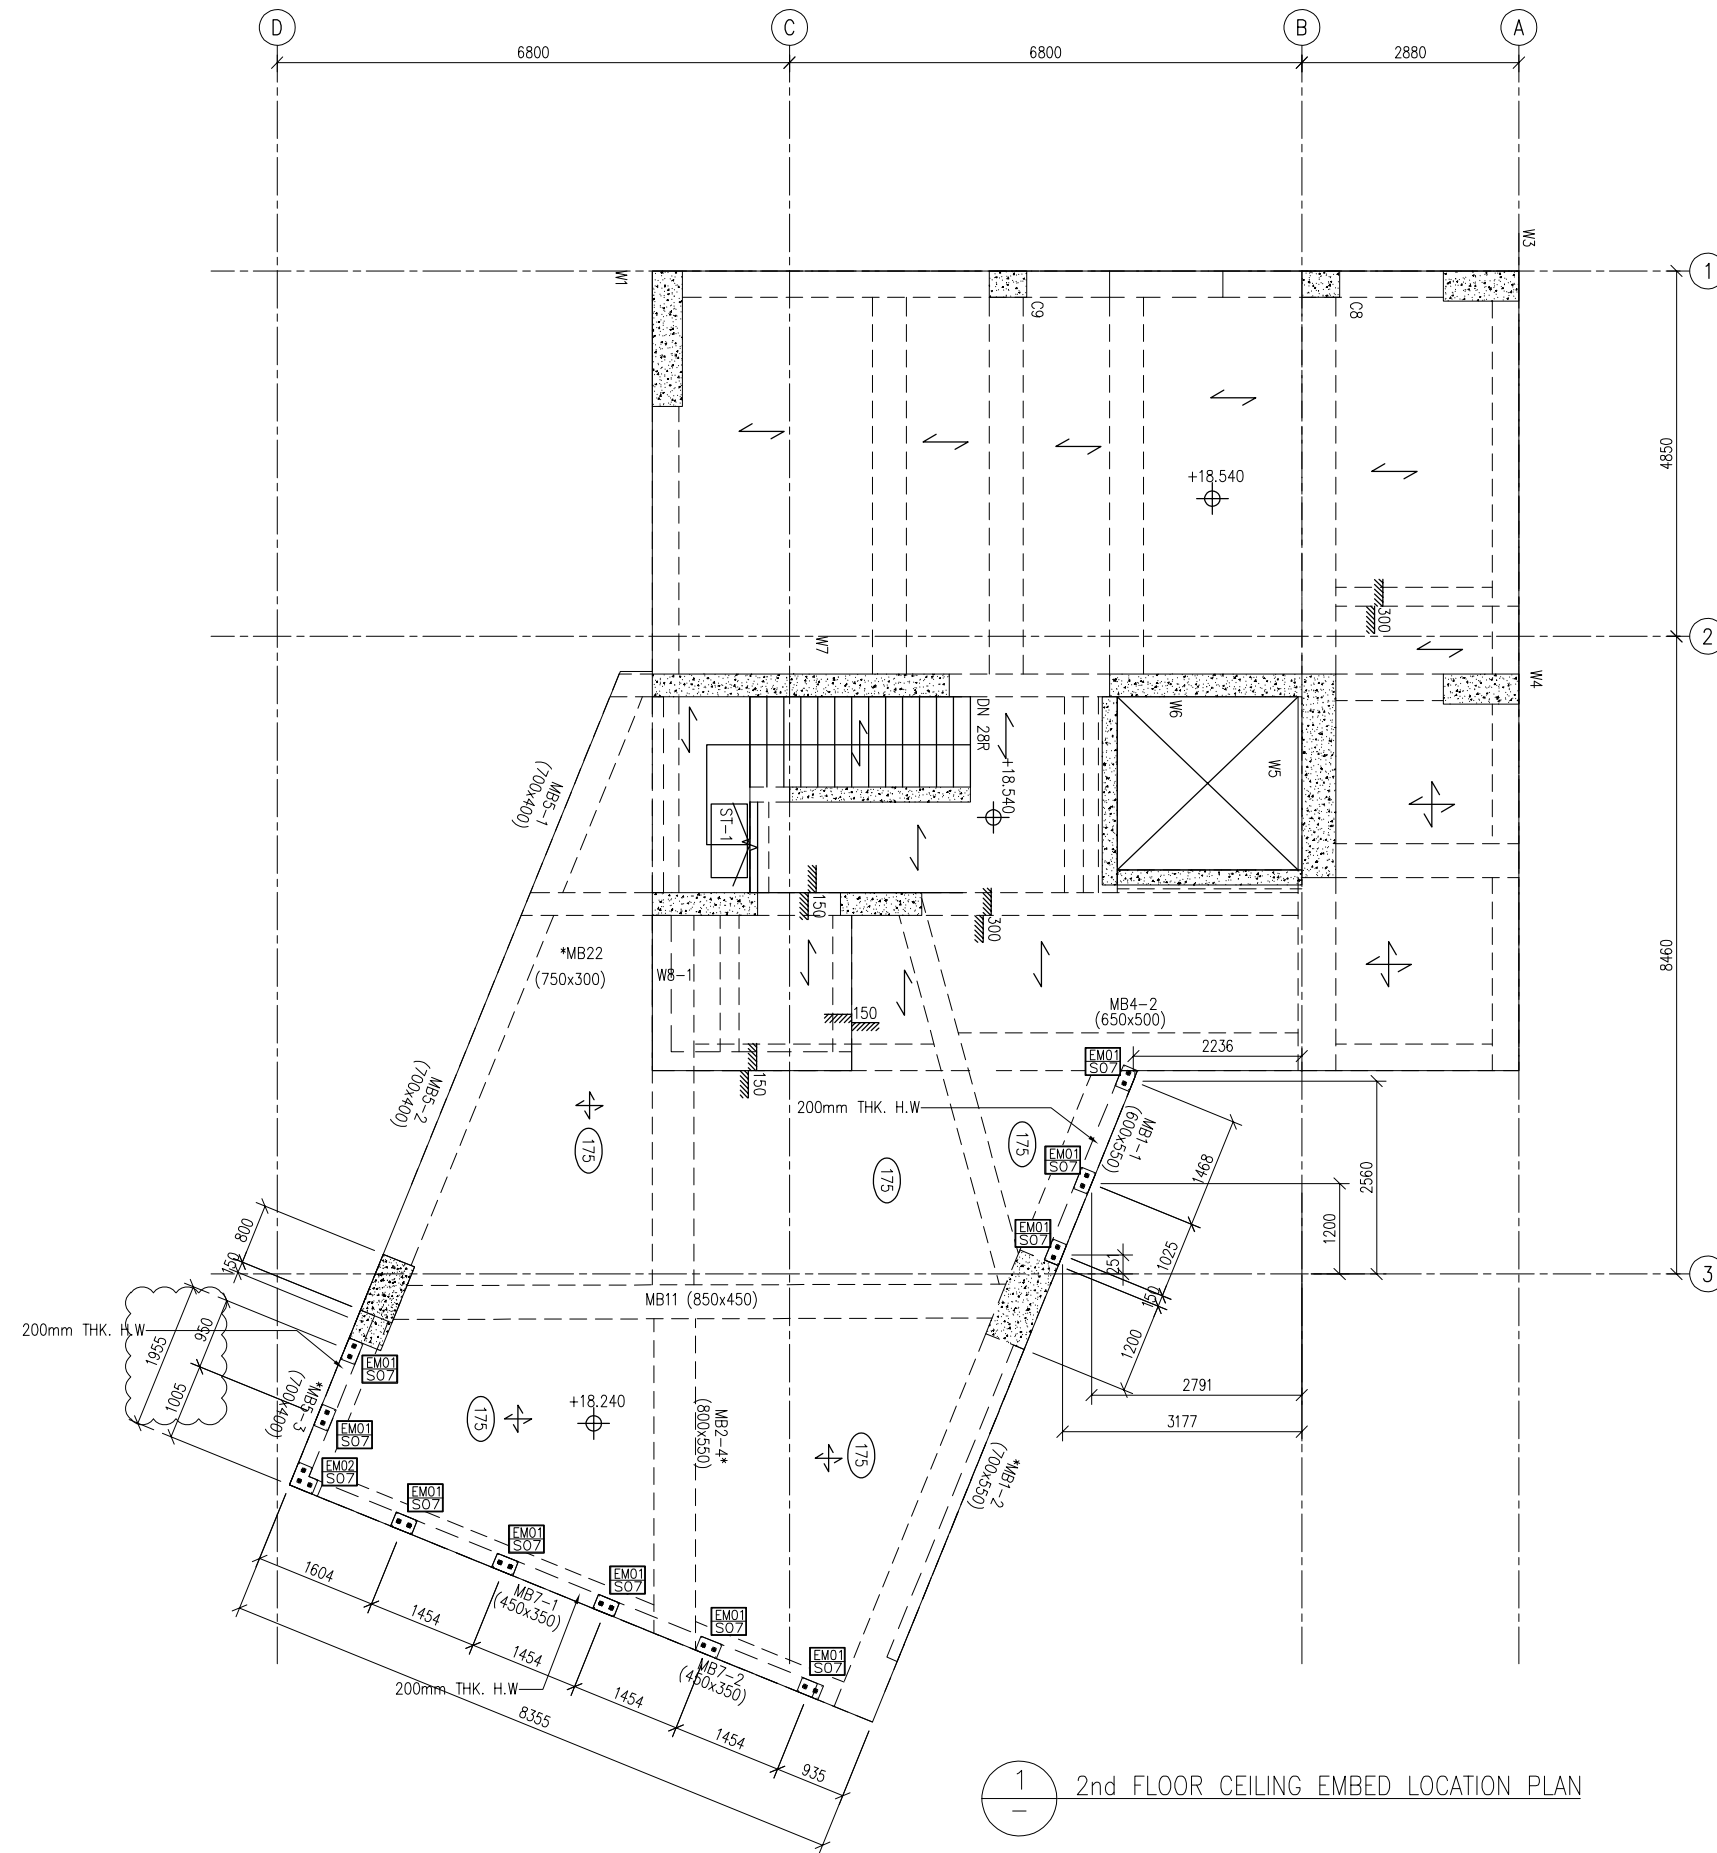 D
C
B
A
6800
6800
2880
W3
W1
1
C9
C8
4850
+18.540
300
2
W7
W4
DN 28R
W6
W5
+18.540
MB5-1
(700x400)
ST-1
150
300
8460
*MB22
(750x300)
W8-1
150
MB4-2
(650x500)
2236
EM01
S07
150
MB5-2
(700x400)
200mm THK. H.W
MB1-1
(600x550)
175
175
175
EM01
S07
1468
2560
1200
EM01
S07
251
1025
800
150
3
150
MB11 (850x450)
200mm THK. H.W
1955
950
1005
1200
EM01
S07
2791
*MB5-3
(700x400)
175
+18.240
MB2-4*
(800x550)
175
3177
EM01
S07
*MB1-2
(700x550)
EM02
S07
EM01
S07
EM01
S07
EM01
S07
EM01
S07
EM01
S07
1604
MB7-1
(450x350)
1454
1454
MB7-2
(450x350)
200mm THK. H.W
8355
1454
1454
935
1
—
2nd FLOOR CEILING EMBED LOCATION PLAN